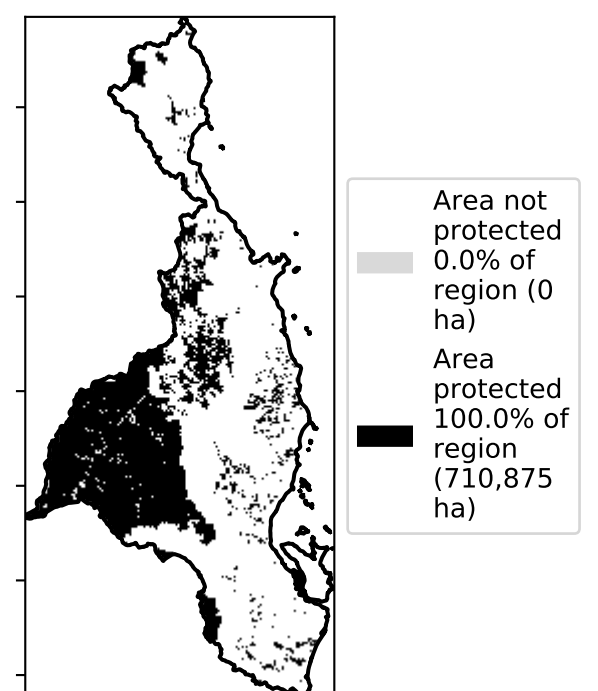 Area not
protected
0.0% of
region (0
ha)
Area
protected
100.0% of
region
(710,875
ha)